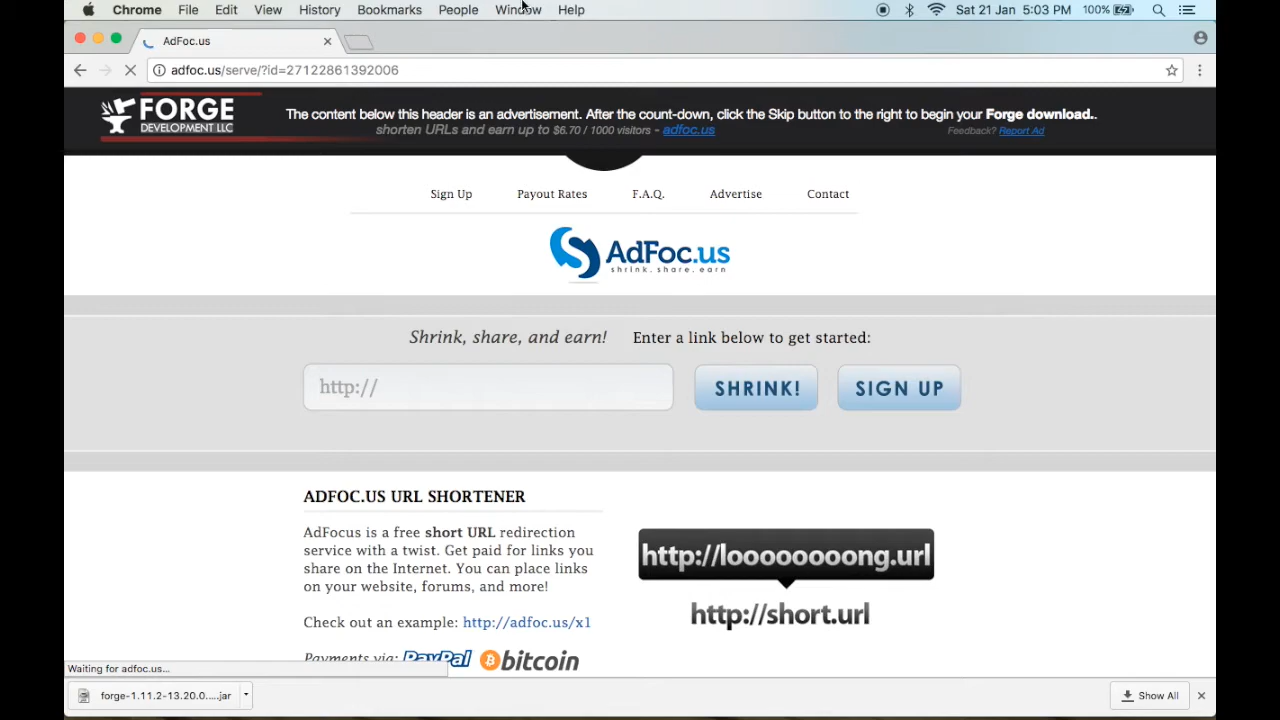 Chrome File Edit View History Bookmarks People Window Help Sat 21 Jan 5:03 PM 100%
AdFoc.us
adfoc.us/serve/?id=27122861392006
FORGE
DEVELOPMENT LLC
The content below this header is an advertisement. After the count-down, click the Skip button to the right to begin your Forge download..
shorten URLs and earn up to $6.70 / 1000 visitors - adfoc.us
Feedback? Report Ad
Sign Up Payout Rates F.A.Q. Advertise Contact
AdFoc.us
shrink.share.earn
Shrink, share, and earn! Enter a link below to get started:
http:// SHRINK! SIGN UP
ADFOC.US URL SHORTENER
AdFocus is a free short URL redirection
service with a twist. Get paid for links you
share on the Internet. You can place links
on your website, forums, and more!
Check out an example: http://adfoc.us/x1
Payments via: PayPal bitcoin
http://loooooooong.url
http://short.url
Waiting for adfoc.us...
forge-1.11.2-13.20.0....jar
Show All